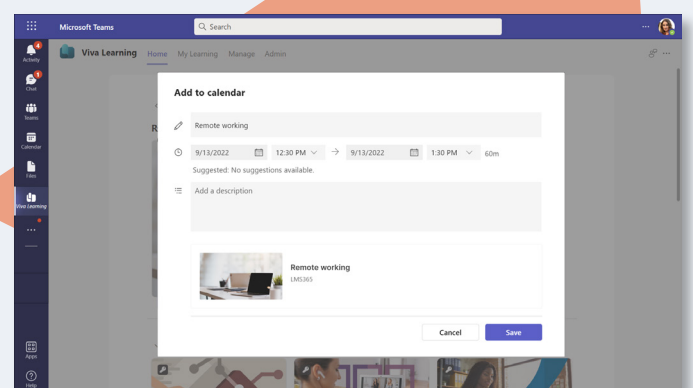 Microsoft Teams
Search
4
Activity
Viva Learning
Home
My Learning
Manage
Admin
1
Chat
Teams
Calendar
Files
Viva Learning
Apps
Help
Add to calendar
Remote working
9/13/2022
12:30 PM
9/13/2022
1:30 PM
60m
Suggested: No suggestions available.
Add a description
Remote working
LMS365
Cancel
Save